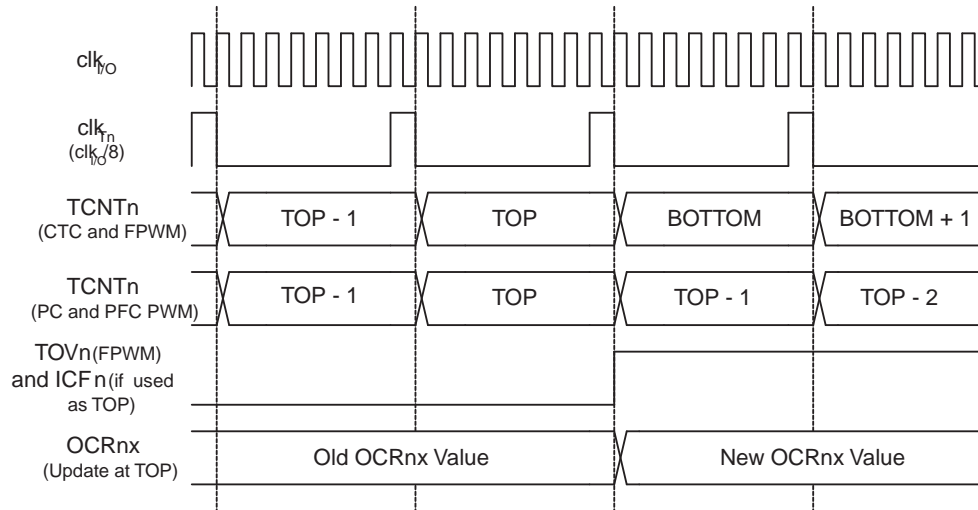 clkI/O
clkTn
(clkI/O/8)
TCNTn
(CTC and FPWM)
TOP - 1
TOP
BOTTOM
BOTTOM + 1
TCNTn
(PC and PFC PWM)
TOP - 1
TOP
TOP - 1
TOP - 2
TOVn(FPWM)
and ICFn(if used
as TOP)
OCRnx
(Update at TOP)
Old OCRnx Value
New OCRnx Value